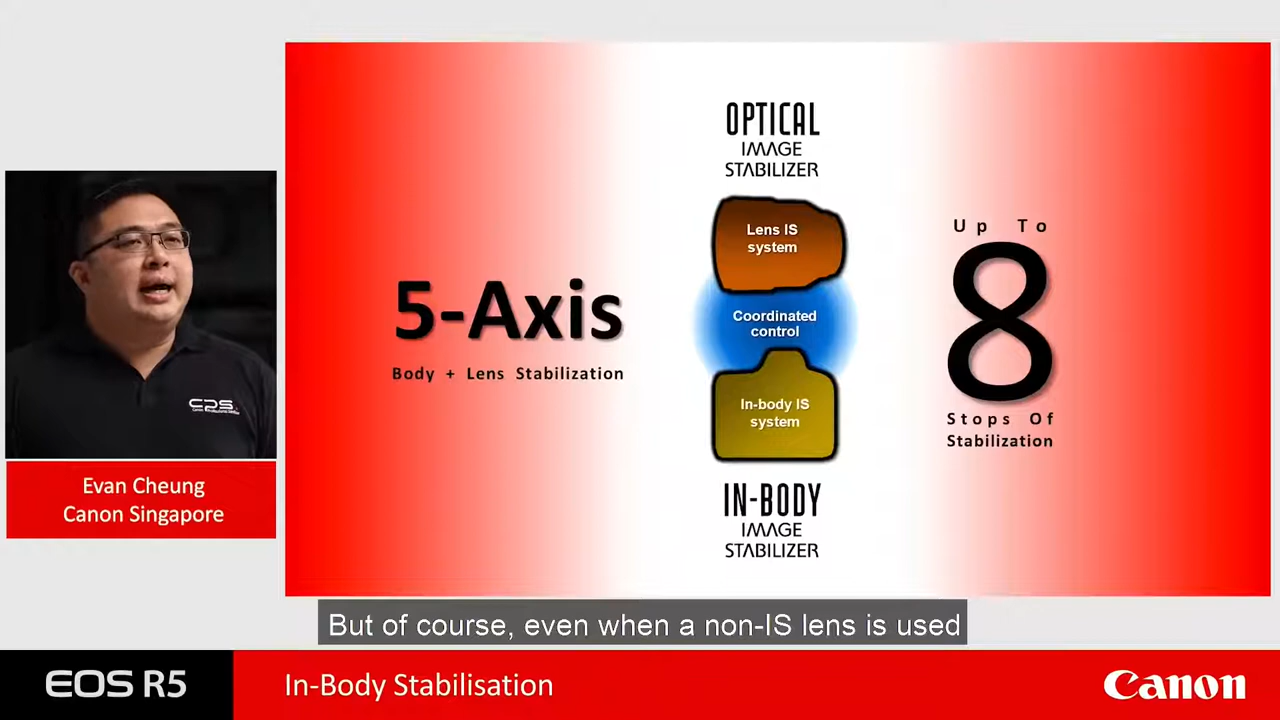 OPTICAL
IMAGE
STABILIZER
Lens IS
system
Coordinated
control
In-body IS
system
IN-BODY
IMAGE
STABILIZER
5-Axis
Body + Lens Stabilization
Up To
8
Stops Of
Stabilization
CPS
Evan Cheung
Canon Singapore
But of course, even when a non-IS lens is used
EOS R5
In-Body Stabilisation
Canon